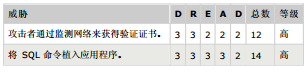 威胁 D R E A D 总数 等级
攻击者通过监测网络来获得验证证书。 3 3 2 2 2 12 高
将 SQL 命令植入应用程序。 3 3 3 3 2 14 高